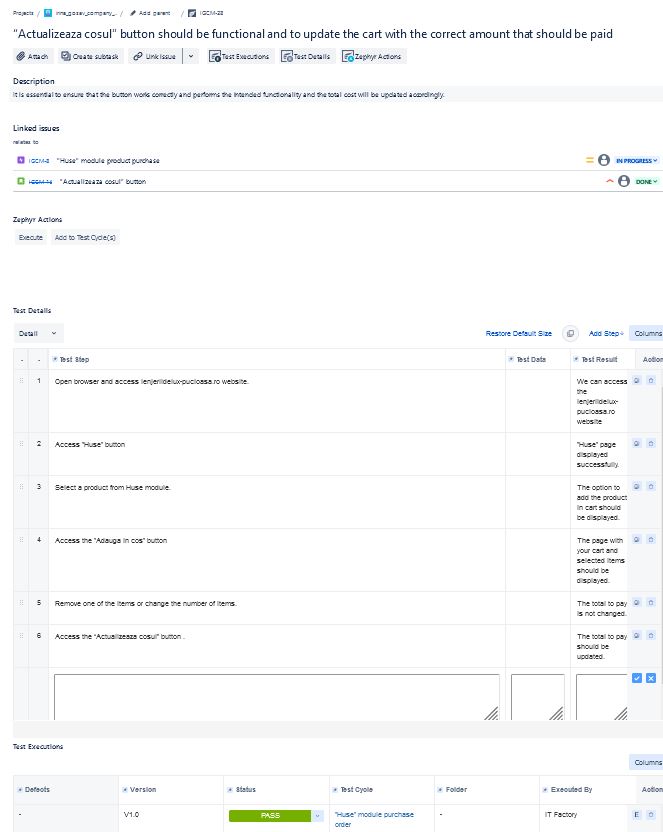 Projects / irina_gosav_company_... / Add parent / IGCM-28
"Actualizeaza cosul" button should be functional and to update the cart with the correct amount that should be paid
Attach Create subtask Link issue Test Executions Test Details Zephyr Actions
Description
It is essential to ensure that the button works correctly and performs the intended functionality and the total cost will be updated accordingly.
Linked issues
relates to
"Huse" module product purchase IN PROGRESS
"Actualizeaza cosul" button DONE
Zephyr Actions
Execute Add to Test Cycle(s)
Test Details
Detail Restore Default Size Add Step Columns
- - Test Step Test Data Test Result Action
1 Open browser and access lenjeriidelux-pucioasa.ro website. We can access
the
lenjeriidelux-
pucioasa.ro
website
2 Access "Huse" button "Huse" page
displayed
successfully.
3 Select a product from Huse module. The option to
add the product
in cart should
be displayed.
4 Access the "Adauga in cos" button The page with
your cart and
selected items
should be
displayed.
5 Remove one of the items or change the number of items. The total to pay
is not changed.
6 Access the "Actualizeaza cosul" button . The total to pay
should be
updated.
Test Executions
Columns
Defects Version Status Test Cycle Folder Executed By Action
- V1.0 PASS "Huse" module purchase - IT Factory E
order